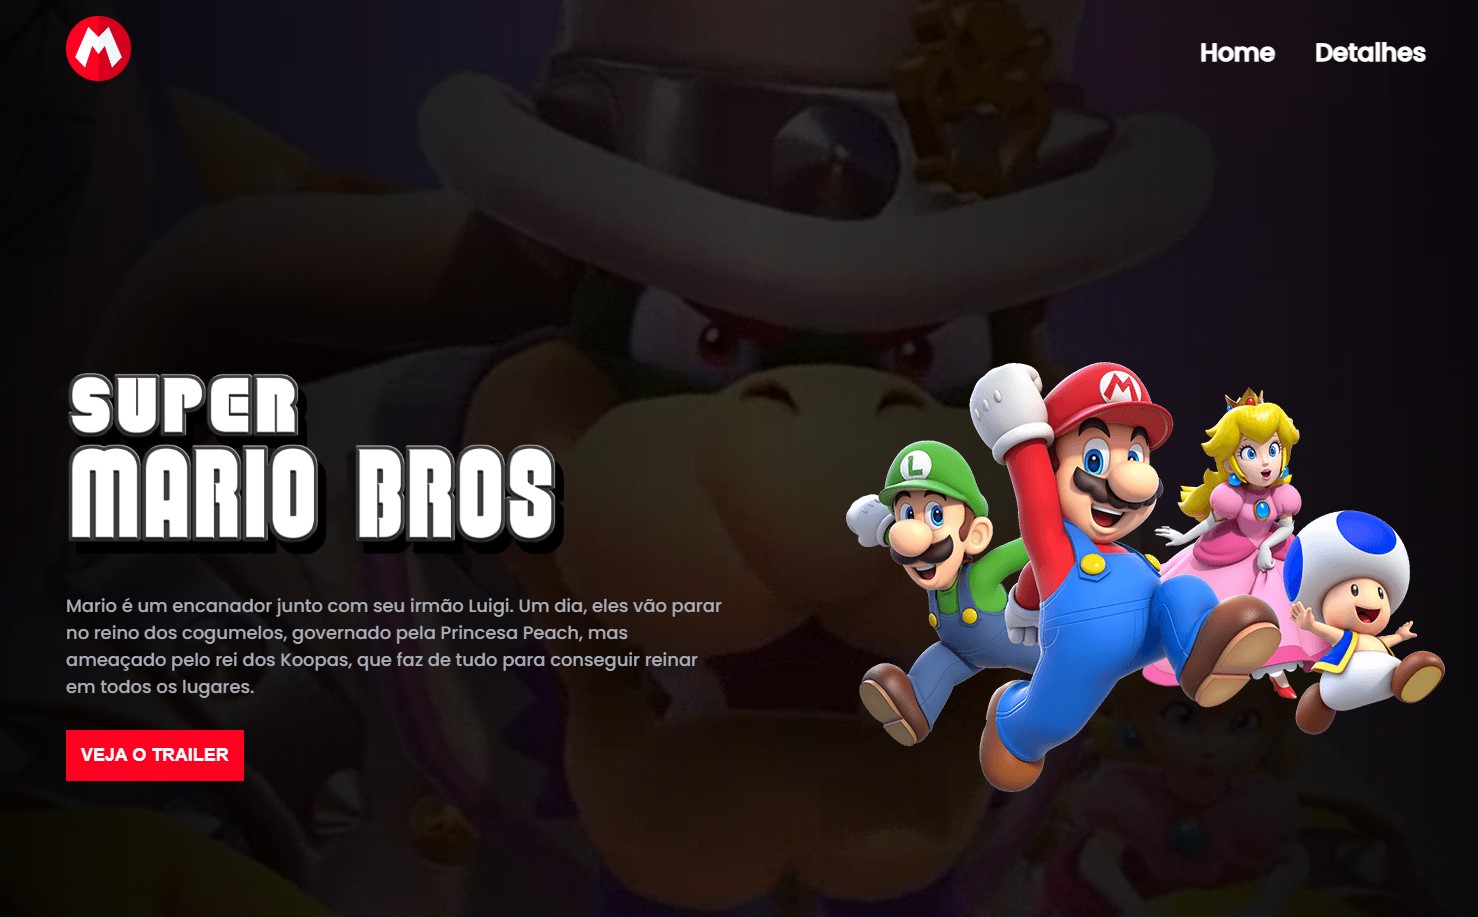 M
Home Detalhes
SUPER
MARIO BROS
M
L
Mario é um encanador junto com seu irmão Luigi. Um dia, eles vão parar
no reino dos cogumelos, governado pela Princesa Peach, mas
ameaçado pelo rei dos Koopas, que faz de tudo para conseguir reinar
em todos os lugares.
VEJA O TRAILER